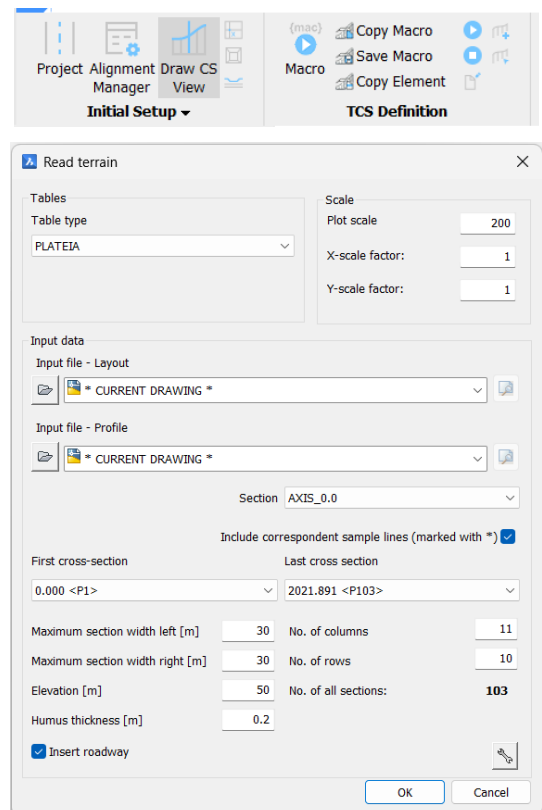 {mac}
Copy Macro
Save Macro
Copy Element
Project Alignment Manager Draw CS View
Macro
Initial Setup
TCS Definition
Read terrain
Tables
Table type
PLATEIA
Scale
Plot scale 200
X-scale factor: 1
Y-scale factor: 1
Input data
Input file - Layout
* CURRENT DRAWING *
Input file - Profile
* CURRENT DRAWING *
Section AXIS_0.0
Include correspondent sample lines (marked with *)
First cross-section Last cross section
0.000 <P1> 2021.891 <P103>
Maximum section width left [m] 30 No. of columns 11
Maximum section width right [m] 30 No. of rows 10
Elevation [m] 50 No. of all sections: 103
Humus thickness [m] 0.2
Insert roadway
OK Cancel